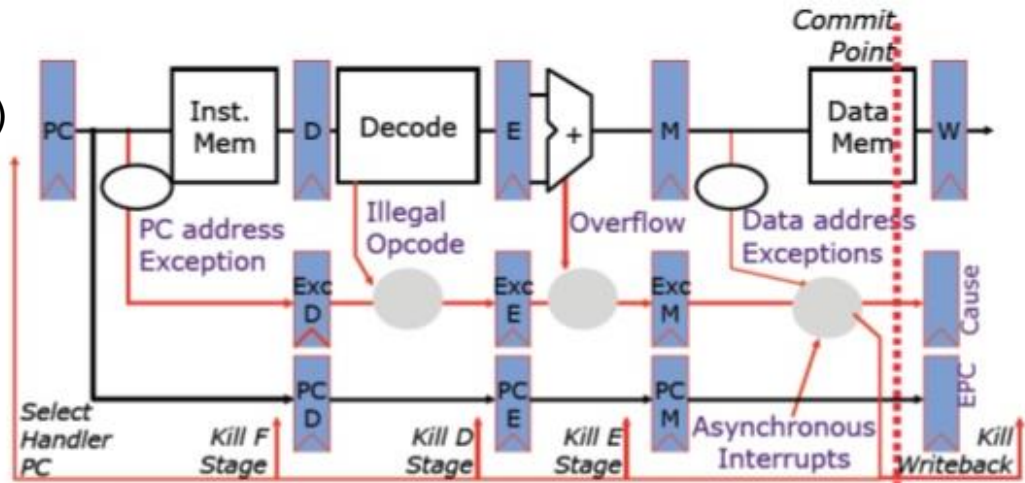 Commit
Point
)
PC
Inst.
Mem
D
Decode
E
+
M
Data
Mem
W
PC address
Exception
Illegal
Opcode
Overflow
Data address
Exceptions
Exc
D
Exc
E
Exc
M
Cause
PC
D
PC
E
PC
M
EPC
Select
Handler
PC
Kill F
Stage
Kill D
Stage
Kill E
Stage
Asynchronous
Interrupts
Kill
Writeback